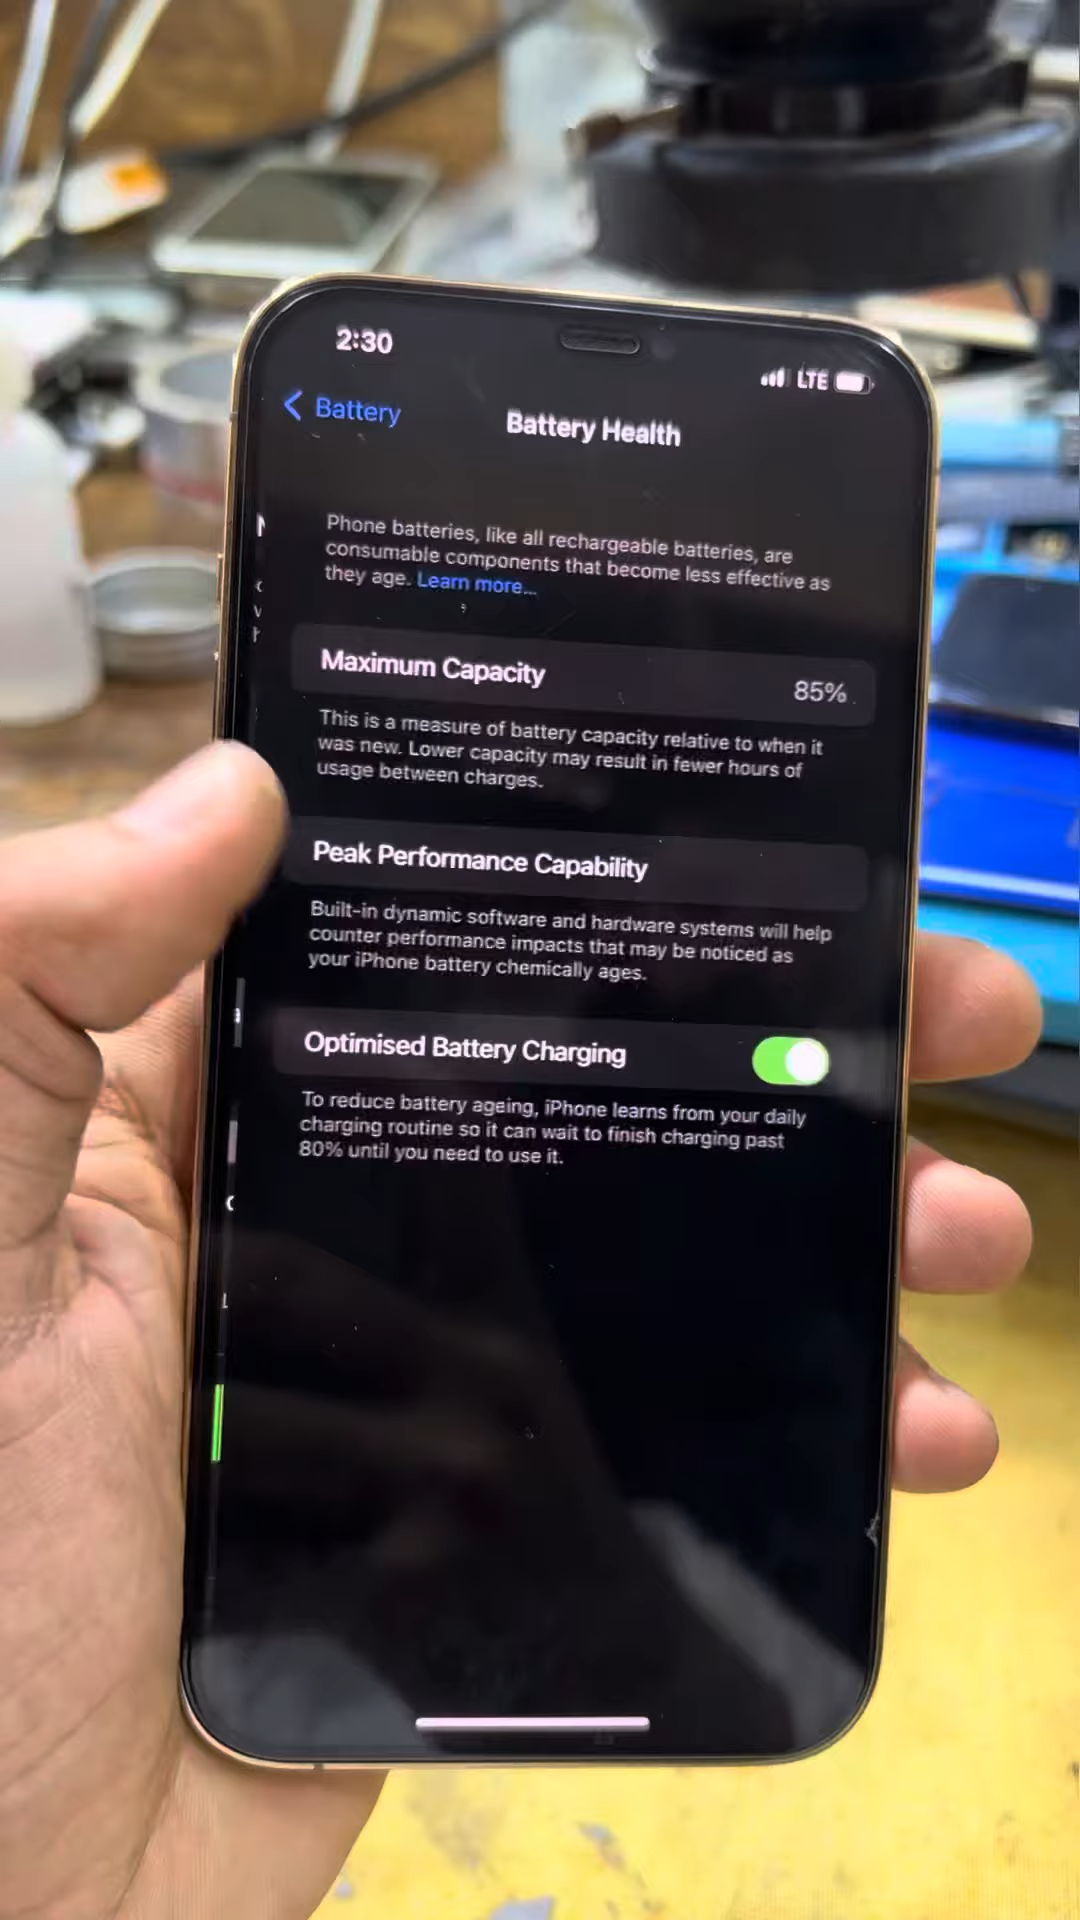 2:30
LTE
Battery
Battery Health
Phone batteries, like all rechargeable batteries, are
consumable components that become less effective as
they age. Learn more...
Maximum Capacity
85%
This is a measure of battery capacity relative to when it
was new. Lower capacity may result in fewer hours of
usage between charges.
Peak Performance Capability
Built-in dynamic software and hardware systems will help
counter performance impacts that may be noticed as
your iPhone battery chemically ages.
Optimised Battery Charging
To reduce battery ageing, iPhone learns from your daily
charging routine so it can wait to finish charging past
80% until you need to use it.